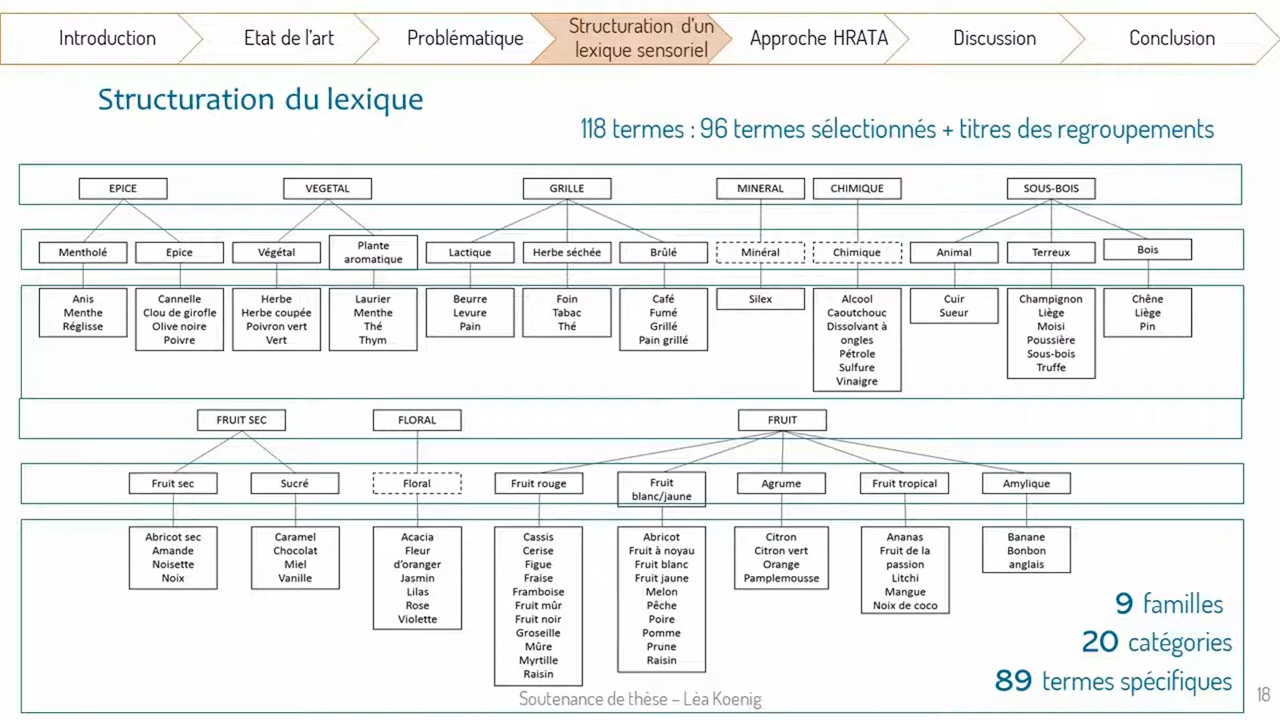 Introduction
Etat de l'art
Problématique
Structuration d'un
lexique sensoriel
Approche HRATA
Discussion
Conclusion
Structuration du lexique
118 termes : 96 termes sélectionnés + titres des regroupements
EPICE
VEGETAL
GRILLE
MINERAL
CHIMIQUE
SOUS-BOIS
Mentholé
Epice
Végétal
Plante
aromatique
Lactique
Herbe séchée
Brûlé
Minéral
Chimique
Animal
Terreux
Bois
Anis
Menthe
Réglisse
Cannelle
Clou de girofle
Olive noire
Poivre
Herbe
Herbe coupée
Poivron vert
Vert
Laurier
Menthe
Thé
Thym
Beurre
Levure
Pain
Foin
Tabac
Thé
Café
Fumé
Grillé
Pain grillé
Silex
Alcool
Caoutchouc
Dissolvant à
ongles
Pétrole
Sulfure
Vinaigre
Cuir
Sueur
Champignon
Liège
Moisi
Poussière
Sous-bois
Truffe
Chêne
Liège
Pin
FRUIT SEC
FLORAL
FRUIT
Fruit sec
Sucré
Floral
Fruit rouge
Fruit
blanc/jaune
Agrume
Fruit tropical
Amylique
Abricot sec
Amande
Noisette
Noix
Caramel
Chocolat
Miel
Vanille
Acacia
Fleur
d'oranger
Jasmin
Lilas
Rose
Violette
Cassis
Cerise
Figue
Fraise
Framboise
Fruit mûr
Fruit noir
Groseille
Mûre
Myrtille
Raisin
Abricot
Fruit à noyau
Fruit blanc
Fruit jaune
Melon
Pêche
Poire
Pomme
Prune
Raisin
Citron
Citron vert
Orange
Pamplemousse
Ananas
Fruit de la
passion
Litchi
Mangue
Noix de coco
Banane
Bonbon
anglais
9 familles
20 catégories
89 termes spécifiques
Soutenance de thèse – Léa Koenig
18